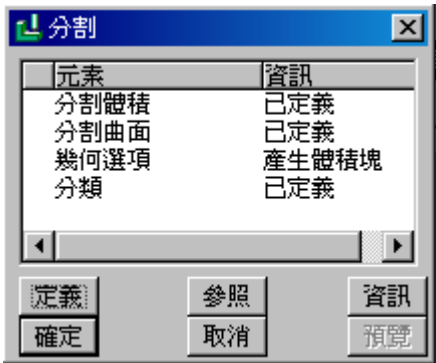 分割
元素 資訊
分割體積 已定義
分割曲面 已定義
幾何選項 產生體積塊
分類 已定義
定義 參照 資訊
確定 取消 預覽